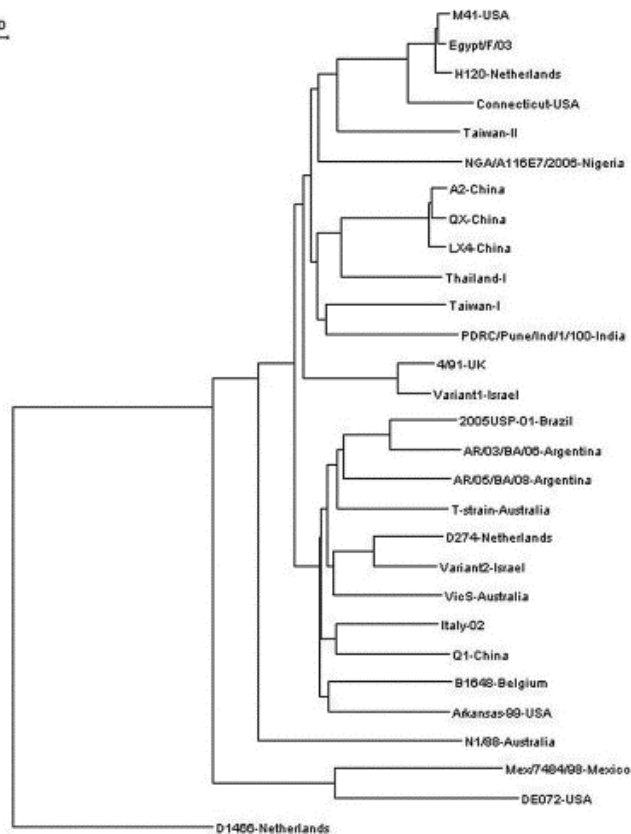 M41-USA
Egypt/F/03
H120-Netherlands
Connecticut-USA
Taiwan-II
NGA/A116E7/2006-Nigeria
A2-China
QX-China
LX4-China
Thailand-I
Taiwan-I
PDRC/Pune/Ind/1/100-India
4/91-UK
Variant1-Israel
2005USP-01-Brazil
AR/03/BA/06-Argentina
AR/05/BA/08-Argentina
T-strain-Australia
D274-Netherlands
Variant2-Israel
VicS-Australia
Italy-02
Q1-China
B1648-Belgium
Arkansas-99-USA
N1/88-Australia
Mex/7484/98-Mexico
DE072-USA
D1466-Netherlands